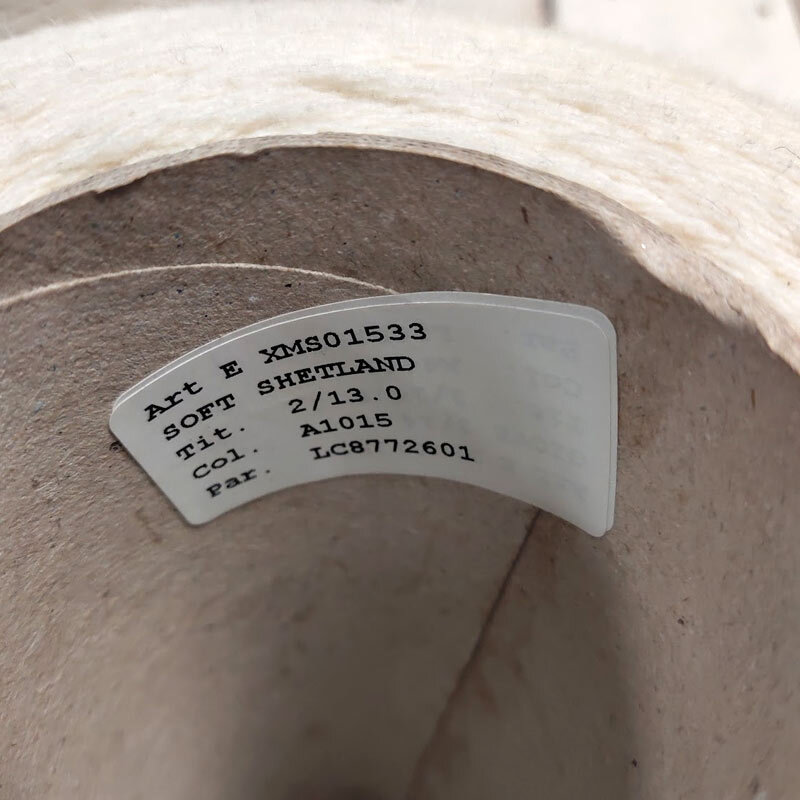 Art E XMS01533
SOFT SHETLAND
Tit. 2/13.0
Col. A1015
Par. LC8772601